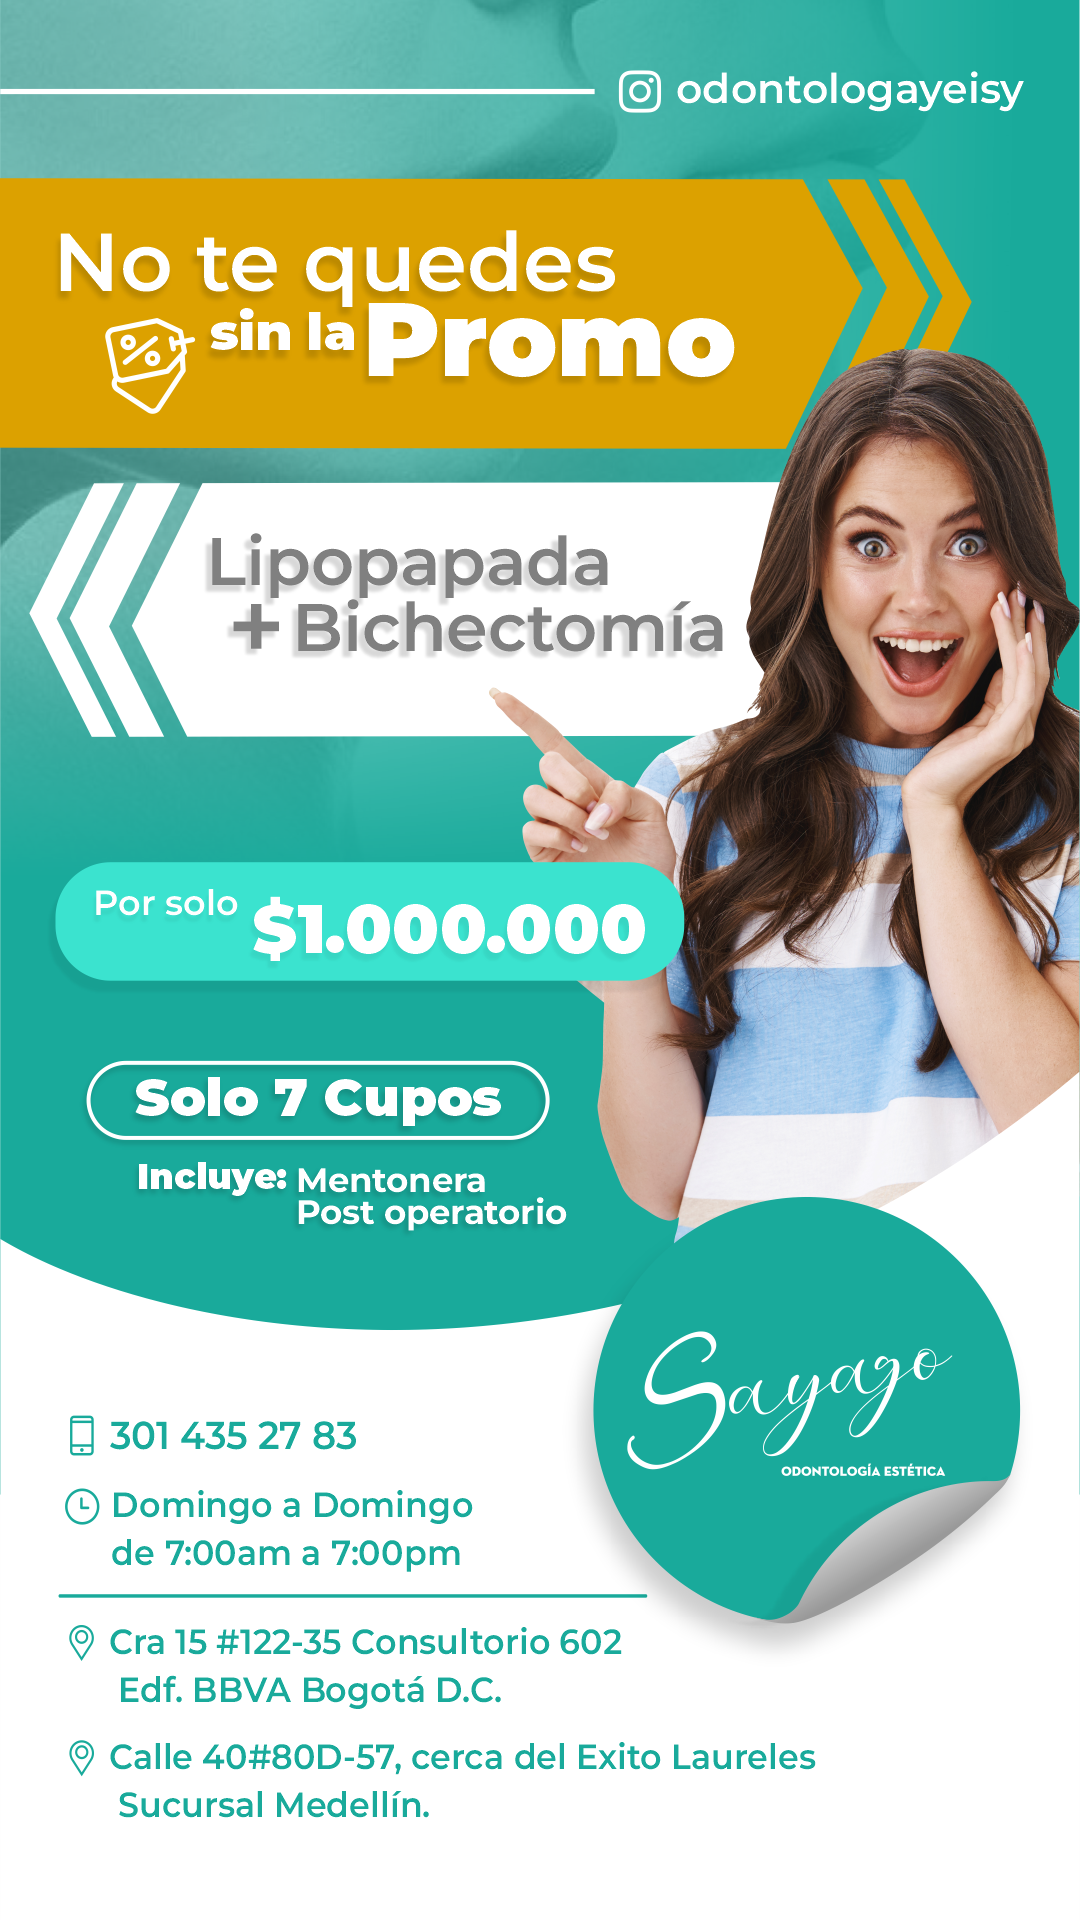 odontologayeisy
No te quedes
sin la Promo
Lipopapada
+ Bichectomía
Por solo $1.000.000
Solo 7 Cupos
Incluye: Mentonera
Post operatorio
Sayago
ODONTOLOGÍA ESTÉTICA
301 435 27 83
Domingo a Domingo
de 7:00am a 7:00pm
Cra 15 #122-35 Consultorio 602
Edf. BBVA Bogotá D.C.
Calle 40#80D-57, cerca del Exito Laureles
Sucursal Medellín.